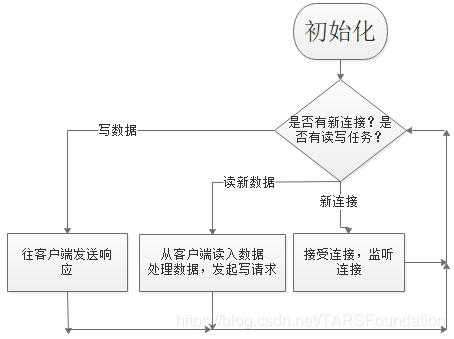 初始化
是否有新连接？是
否有读写任务？
写数据
读新数据
新连接
往客户端发送响
应
从客户端读入数据
处理数据，发起写请求
接受连接，监听
连接
https://blog.csdn.net/TARSFoundation